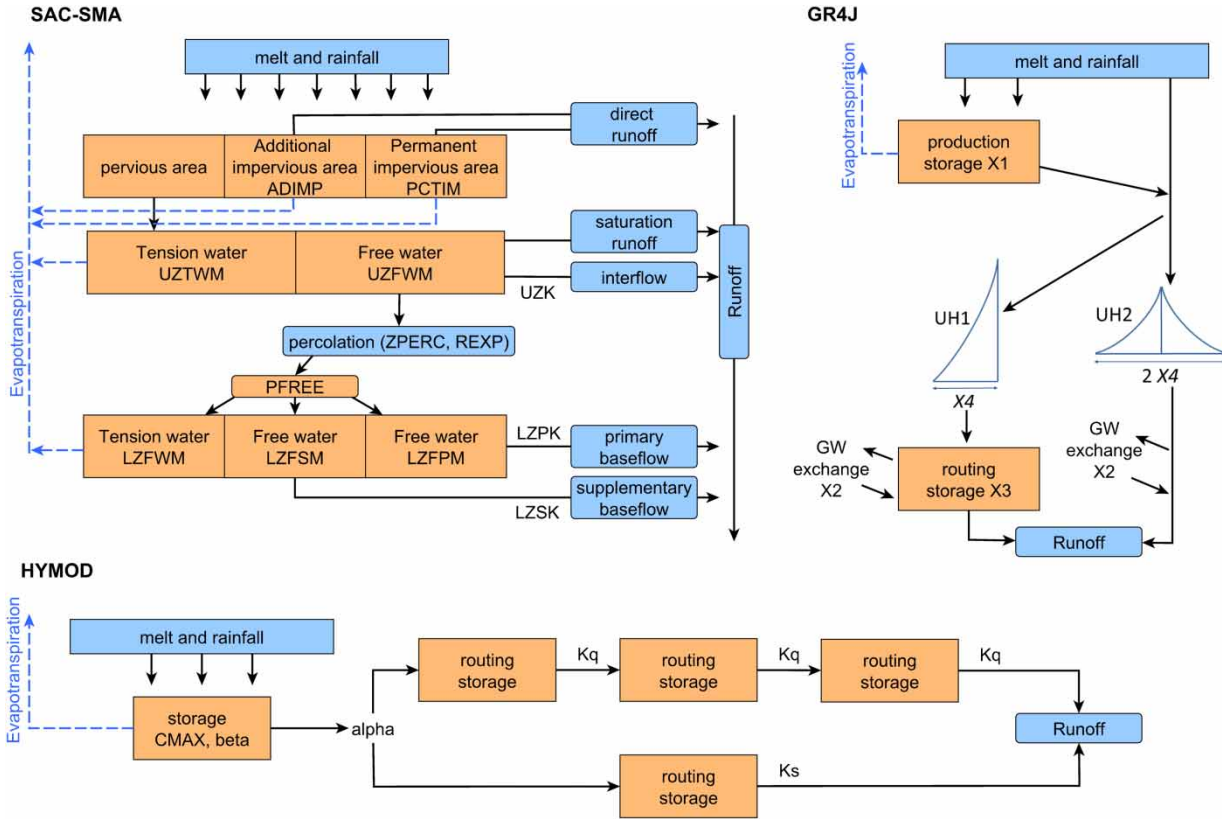 SAC-SMA
melt and rainfall
direct
runoff
pervious area
Additional
impervious area
ADIMP
Permanent
impervious area
PCTIM
saturation
runoff
Tension water
UZTWM
Free water
UZFWM
UZK
interflow
Runoff
Evapotranspiration
percolation (ZPERC, REXP)
PFREE
Tension water
LZFWM
Free water
LZFSM
Free water
LZFPM
LZPK
primary
baseflow
LZSK
supplementary
baseflow
GR4J
melt and rainfall
Evapotranspiration
production
storage X1
UH1
UH2
X4
2 X4
GW
exchange
X2
routing
storage X3
GW
exchange
X2
Runoff
HYMOD
Evapotranspiration
melt and rainfall
storage
CMAX, beta
alpha
routing
storage
Kq
routing
storage
Kq
routing
storage
Kq
Runoff
routing
storage
Ks